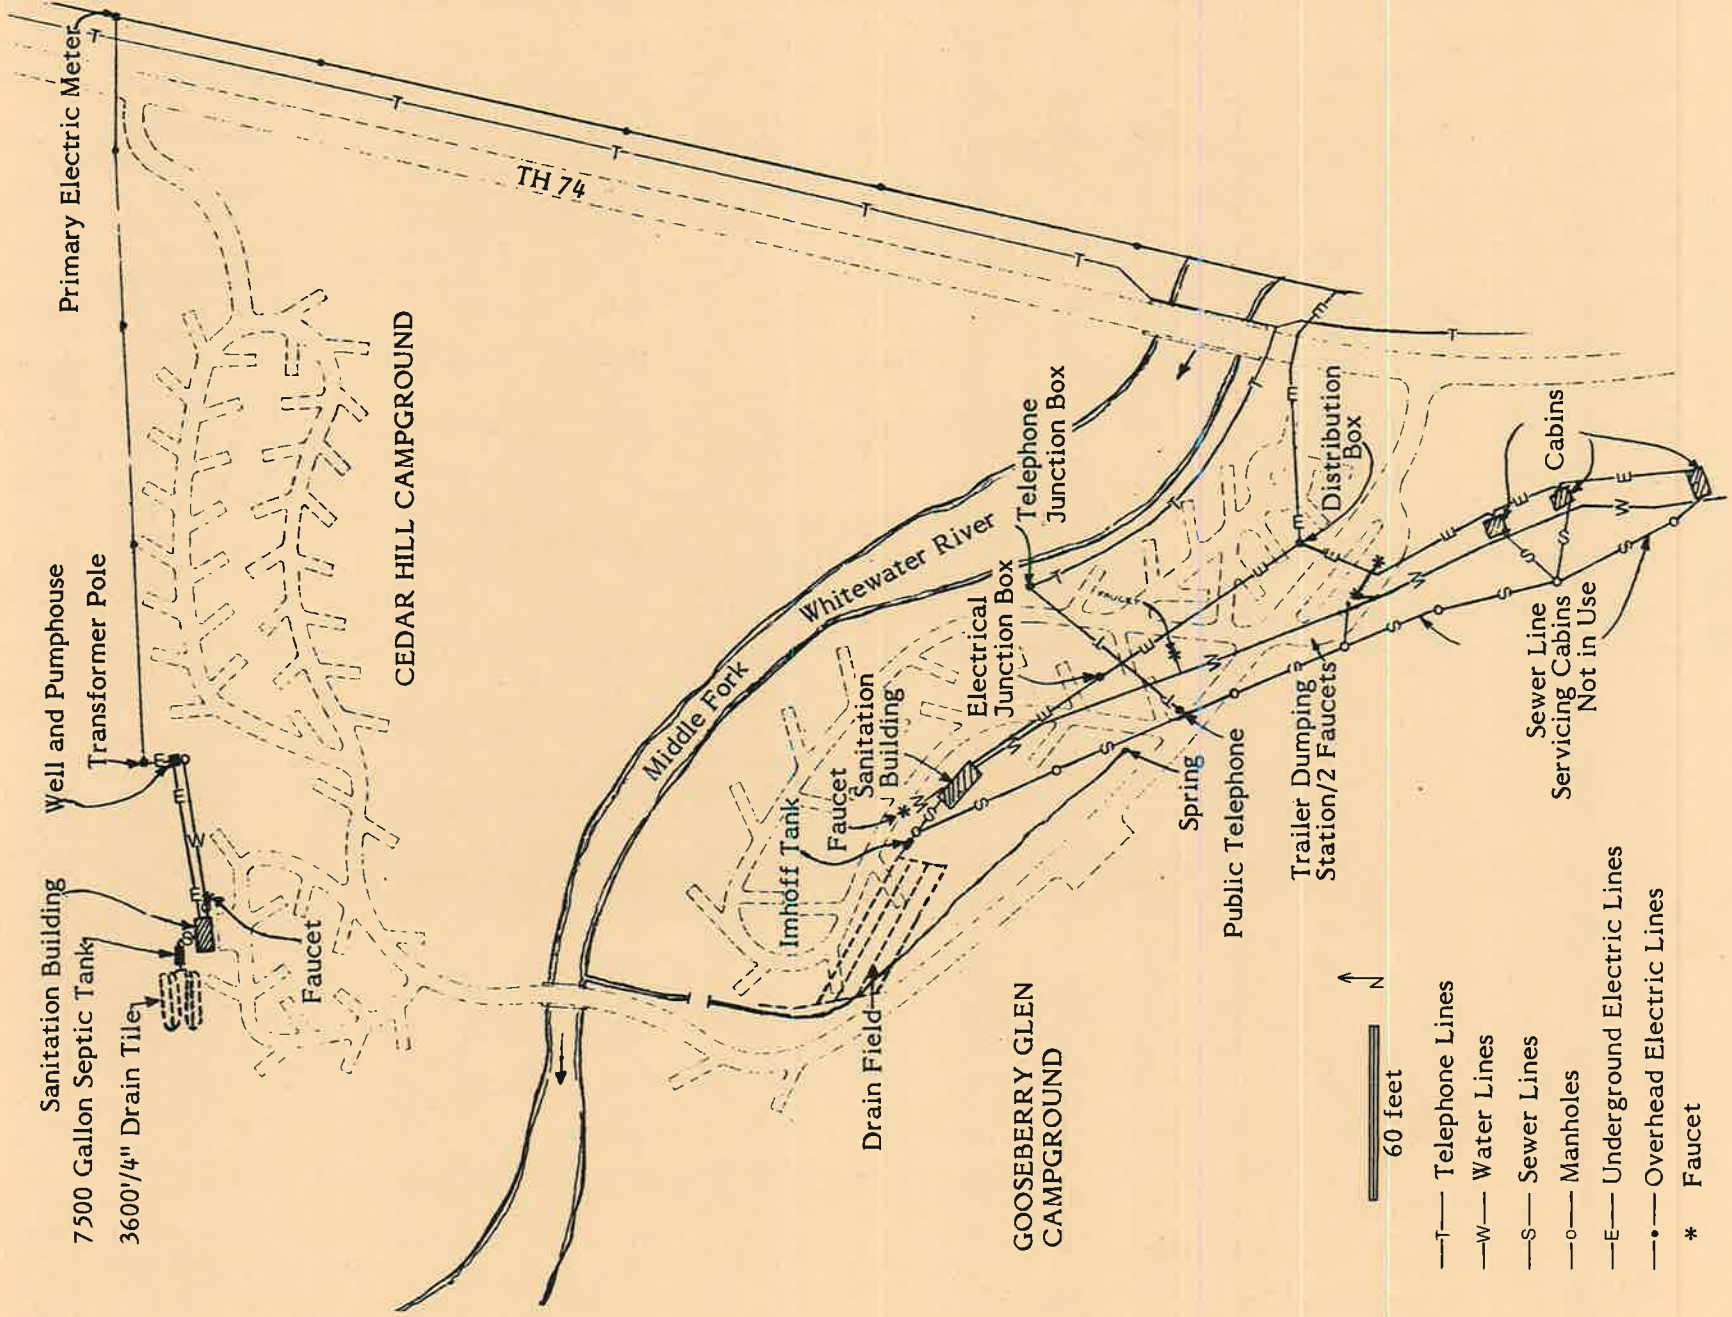 Primary Electric Meter
Well and Pumphouse
Transformer Pole
Sanitation Building
7500 Gallon Septic Tank
3600'/4" Drain Tile
Faucet
CEDAR HILL CAMPGROUND
TH 74
T
T
T
T
T
E
E
W
E
S
Middle Fork
Whitewater River
Telephone
Junction Box
Electrical
Junction Box
Sanitation
Building
Faucet
Imhoff Tank
Drain Field
GOOSEBERRY GLEN
CAMPGROUND
Spring
Public Telephone
Trailer Dumping
Station/2 Faucets
Distribution
Box
Cabins
Sewer Line
Servicing Cabins
Not in Use
T
T
T
T
T
T
E
E
E
E
E
E
E
E
E
E
W
W
W
W
W
S
S
S
S
S
S
S
S
N
60 feet
—T— Telephone Lines
—W— Water Lines
—S— Sewer Lines
—o— Manholes
—E— Underground Electric Lines
—•— Overhead Electric Lines
* Faucet